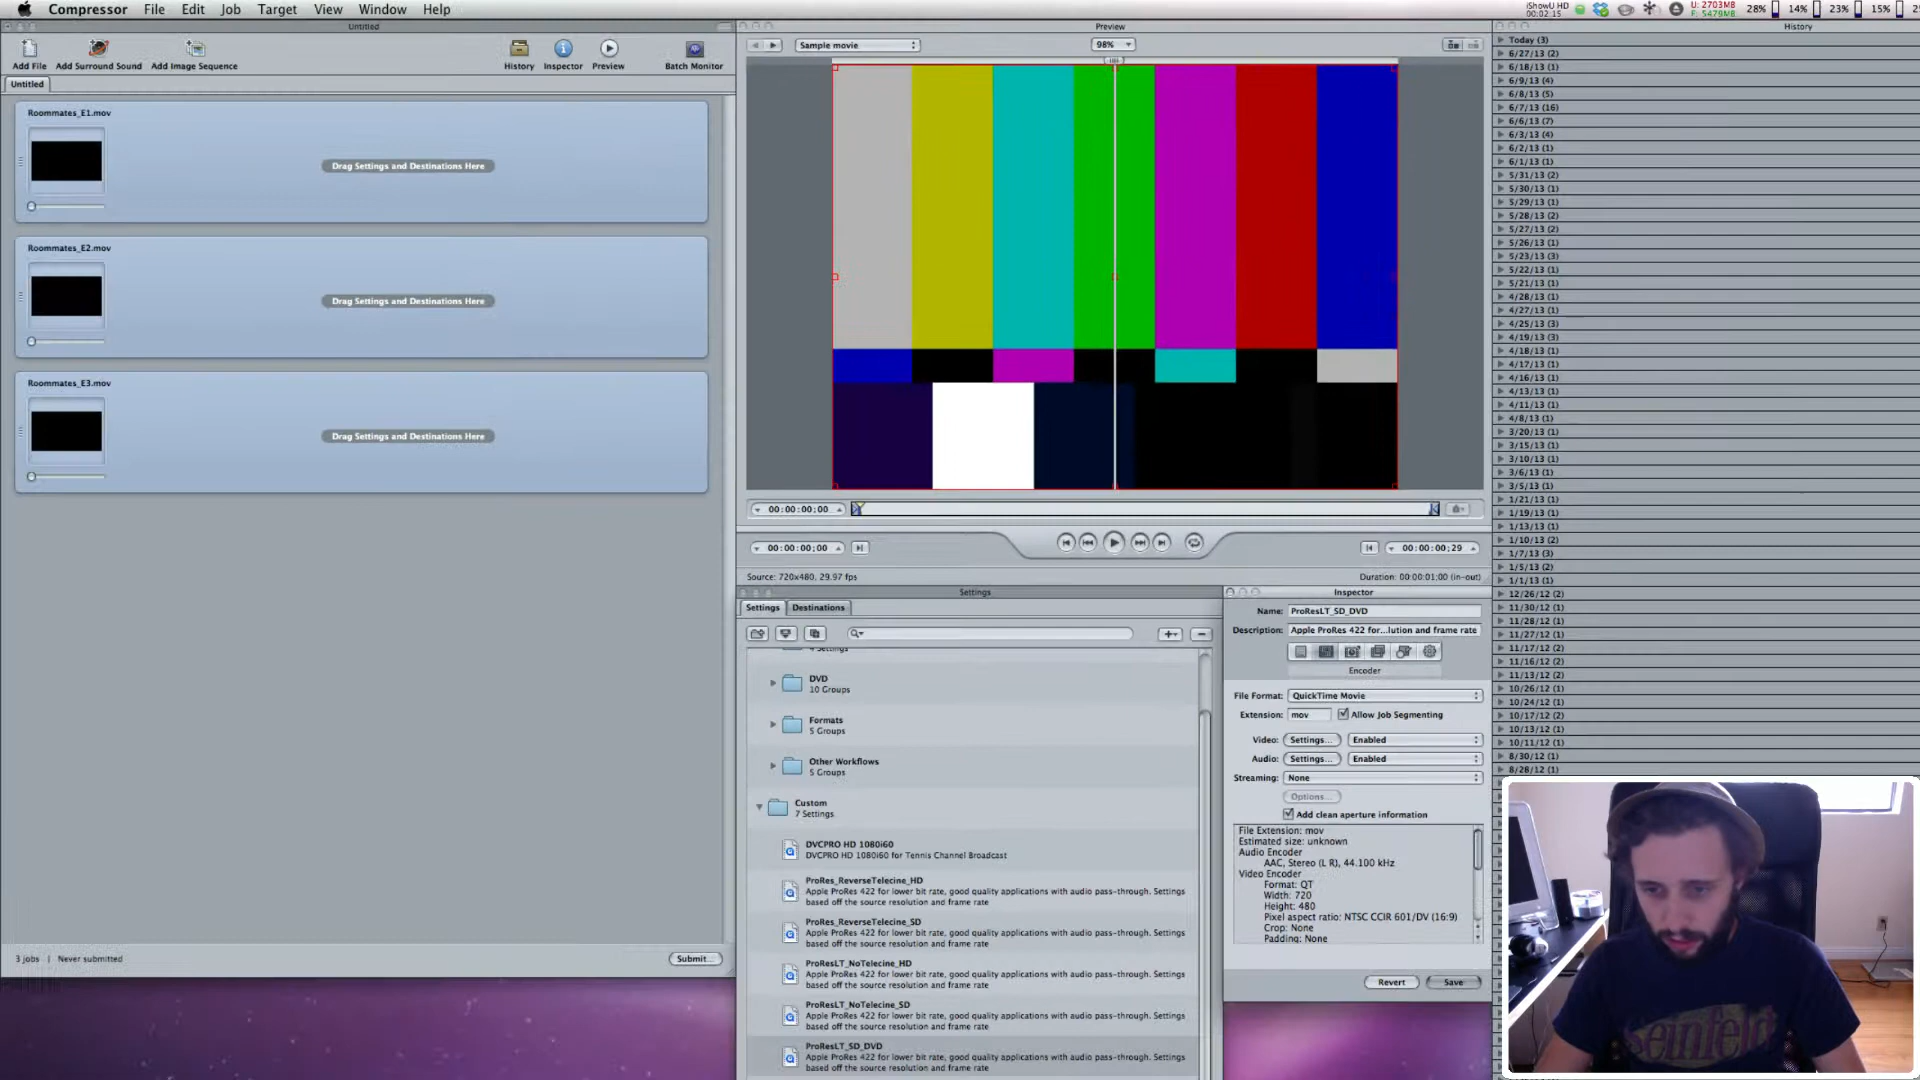 Compressor File Edit Job Target View Window Help
iShowU HD
00:02:15
U: 2703MB
F: 5479MB
28% 14% 23% 15%
Untitled
Add File
Add Surround Sound
Add Image Sequence
History
Inspector
Preview
Batch Monitor
Untitled
Roommates_E1.mov
Drag Settings and Destinations Here
Roommates_E2.mov
Drag Settings and Destinations Here
Roommates_E3.mov
Drag Settings and Destinations Here
3 jobs | Never submitted
Submit...
Preview
Sample movie
98%
00:00:00;00
00:00:00;00
00:00:00;29
Source: 720x480, 29.97 fps
Duration: 00:00:01;00 (in-out)
Settings
Settings Destinations
4 Settings
DVD
10 Groups
Formats
5 Groups
Other Workflows
5 Groups
Custom
7 Settings
DVCPRO HD 1080i60
DVCPRO HD 1080i60 for Tennis Channel Broadcast
ProRes_ReverseTelecine_HD
Apple ProRes 422 for lower bit rate, good quality applications with audio pass-through. Settings
based off the source resolution and frame rate
ProRes_ReverseTelecine_SD
Apple ProRes 422 for lower bit rate, good quality applications with audio pass-through. Settings
based off the source resolution and frame rate
ProResLT_NoTelecine_HD
Apple ProRes 422 for lower bit rate, good quality applications with audio pass-through. Settings
based off the source resolution and frame rate
ProResLT_NoTelecine_SD
Apple ProRes 422 for lower bit rate, good quality applications with audio pass-through. Settings
based off the source resolution and frame rate
ProResLT_SD_DVD
Apple ProRes 422 for lower bit rate, good quality applications with audio pass-through. Settings
based off the source resolution and frame rate
Inspector
Name: ProResLT_SD_DVD
Description: Apple ProRes 422 for...lution and frame rate
Encoder
File Format: QuickTime Movie
Extension: mov Allow Job Segmenting
Video: Settings... Enabled
Audio: Settings... Enabled
Streaming: None
Options...
Add clean aperture information
File Extension: mov
Estimated size: unknown
Audio Encoder
AAC, Stereo (L R), 44.100 kHz
Video Encoder
Format: QT
Width: 720
Height: 480
Pixel aspect ratio: NTSC CCIR 601/DV (16:9)
Crop: None
Padding: None
Revert
Save
History
Today (3)
6/27/13 (2)
6/18/13 (1)
6/9/13 (4)
6/8/13 (5)
6/7/13 (16)
6/6/13 (7)
6/3/13 (4)
6/2/13 (1)
6/1/13 (1)
5/31/13 (2)
5/30/13 (1)
5/29/13 (1)
5/28/13 (2)
5/27/13 (2)
5/26/13 (1)
5/23/13 (3)
5/22/13 (1)
5/21/13 (1)
4/28/13 (1)
4/27/13 (1)
4/25/13 (3)
4/19/13 (3)
4/18/13 (1)
4/17/13 (1)
4/16/13 (1)
4/13/13 (1)
4/11/13 (1)
4/8/13 (1)
3/20/13 (1)
3/15/13 (1)
3/10/13 (1)
3/6/13 (1)
3/5/13 (1)
1/21/13 (1)
1/19/13 (1)
1/13/13 (1)
1/10/13 (2)
1/7/13 (3)
1/5/13 (2)
1/1/13 (1)
12/26/12 (2)
11/30/12 (1)
11/28/12 (1)
11/27/12 (1)
11/17/12 (2)
11/16/12 (2)
11/13/12 (2)
10/26/12 (1)
10/24/12 (1)
10/17/12 (2)
10/13/12 (1)
10/11/12 (1)
8/30/12 (1)
8/28/12 (1)
Seinfeld